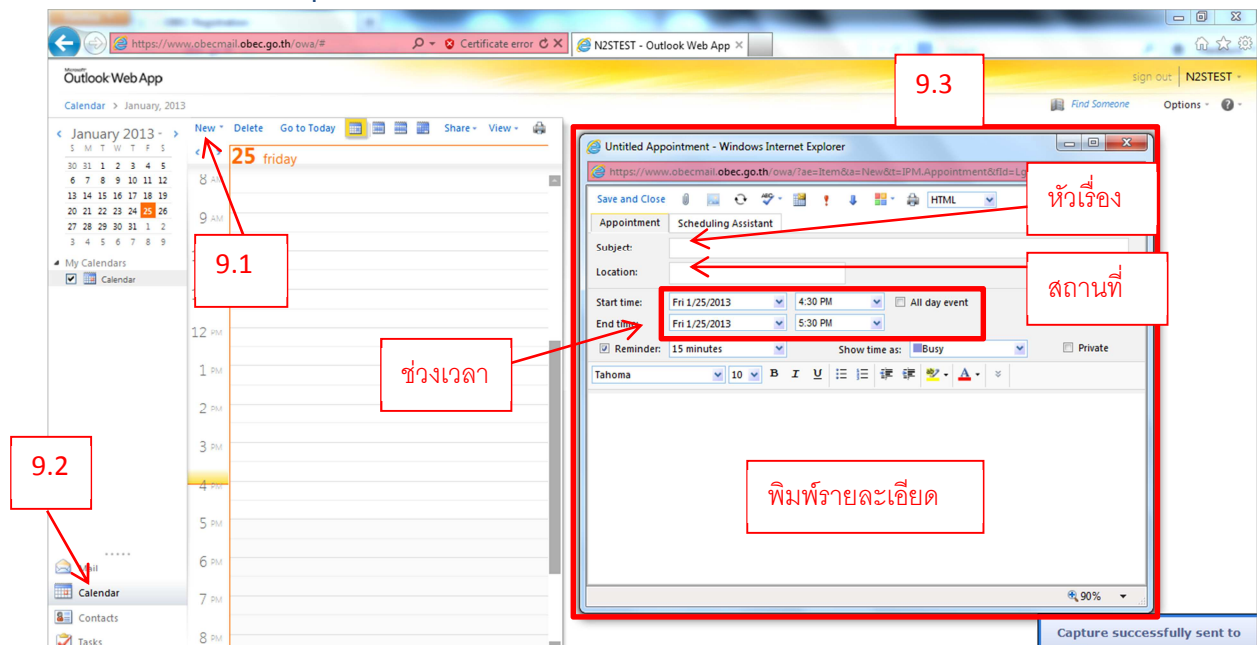 https://www.obecmail.obec.go.th/owa/#
Certificate error
N2STEST - Outlook Web App
Microsoft
Outlook Web App
sign out
N2STEST
Calendar > January, 2013
Find Someone
Options
9.3
January 2013
S M T W T F S
30 31 1 2 3 4 5
6 7 8 9 10 11 12
13 14 15 16 17 18 19
20 21 22 23 24 25 26
27 28 29 30 31 1 2
3 4 5 6 7 8 9
My Calendars
Calendar
New Delete Go to Today Share View
25 friday
8 AM
9 AM
9.1
12 PM
1 PM
2 PM
3 PM
4 PM
5 PM
6 PM
7 PM
8 PM
9.2
Mail
Calendar
Contacts
Tasks
Untitled Appointment - Windows Internet Explorer
https://www.obecmail.obec.go.th/owa/?ae=Item&a=New&t=IPM.Appointment&fId=Lg
Save and Close HTML
Appointment Scheduling Assistant
Subject:
หัวเรื่อง
Location:
สถานที่
Start time: Fri 1/25/2013 4:30 PM All day event
End time: Fri 1/25/2013 5:30 PM
ช่วงเวลา
Reminder: 15 minutes Show time as: Busy Private
Tahoma 10 B I U A
พิมพ์รายละเอียด
90%
Capture successfully sent to